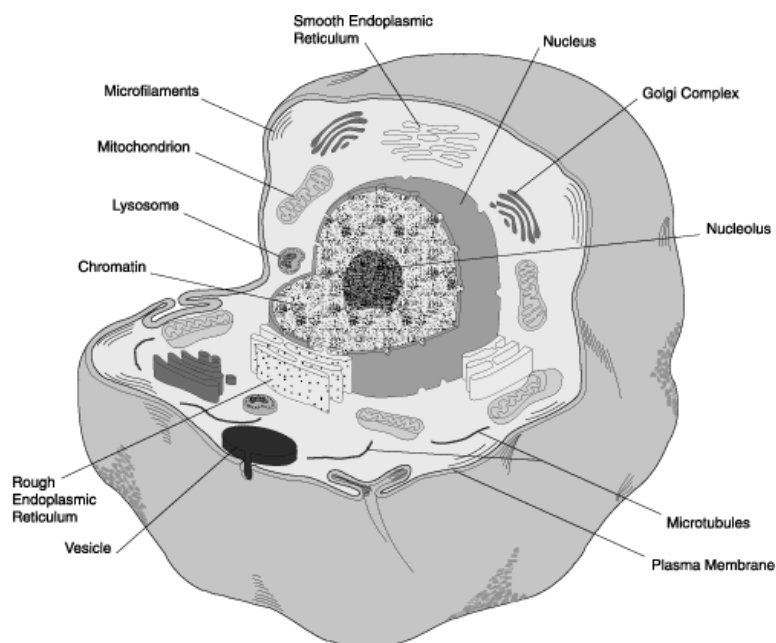 Smooth Endoplasmic
Reticulum
Nucleus
Microfilaments
Golgi Complex
Mitochondrion
Lysosome
Nucleolus
Chromatin
Rough
Endoplasmic
Reticulum
Microtubules
Vesicle
Plasma Membrane